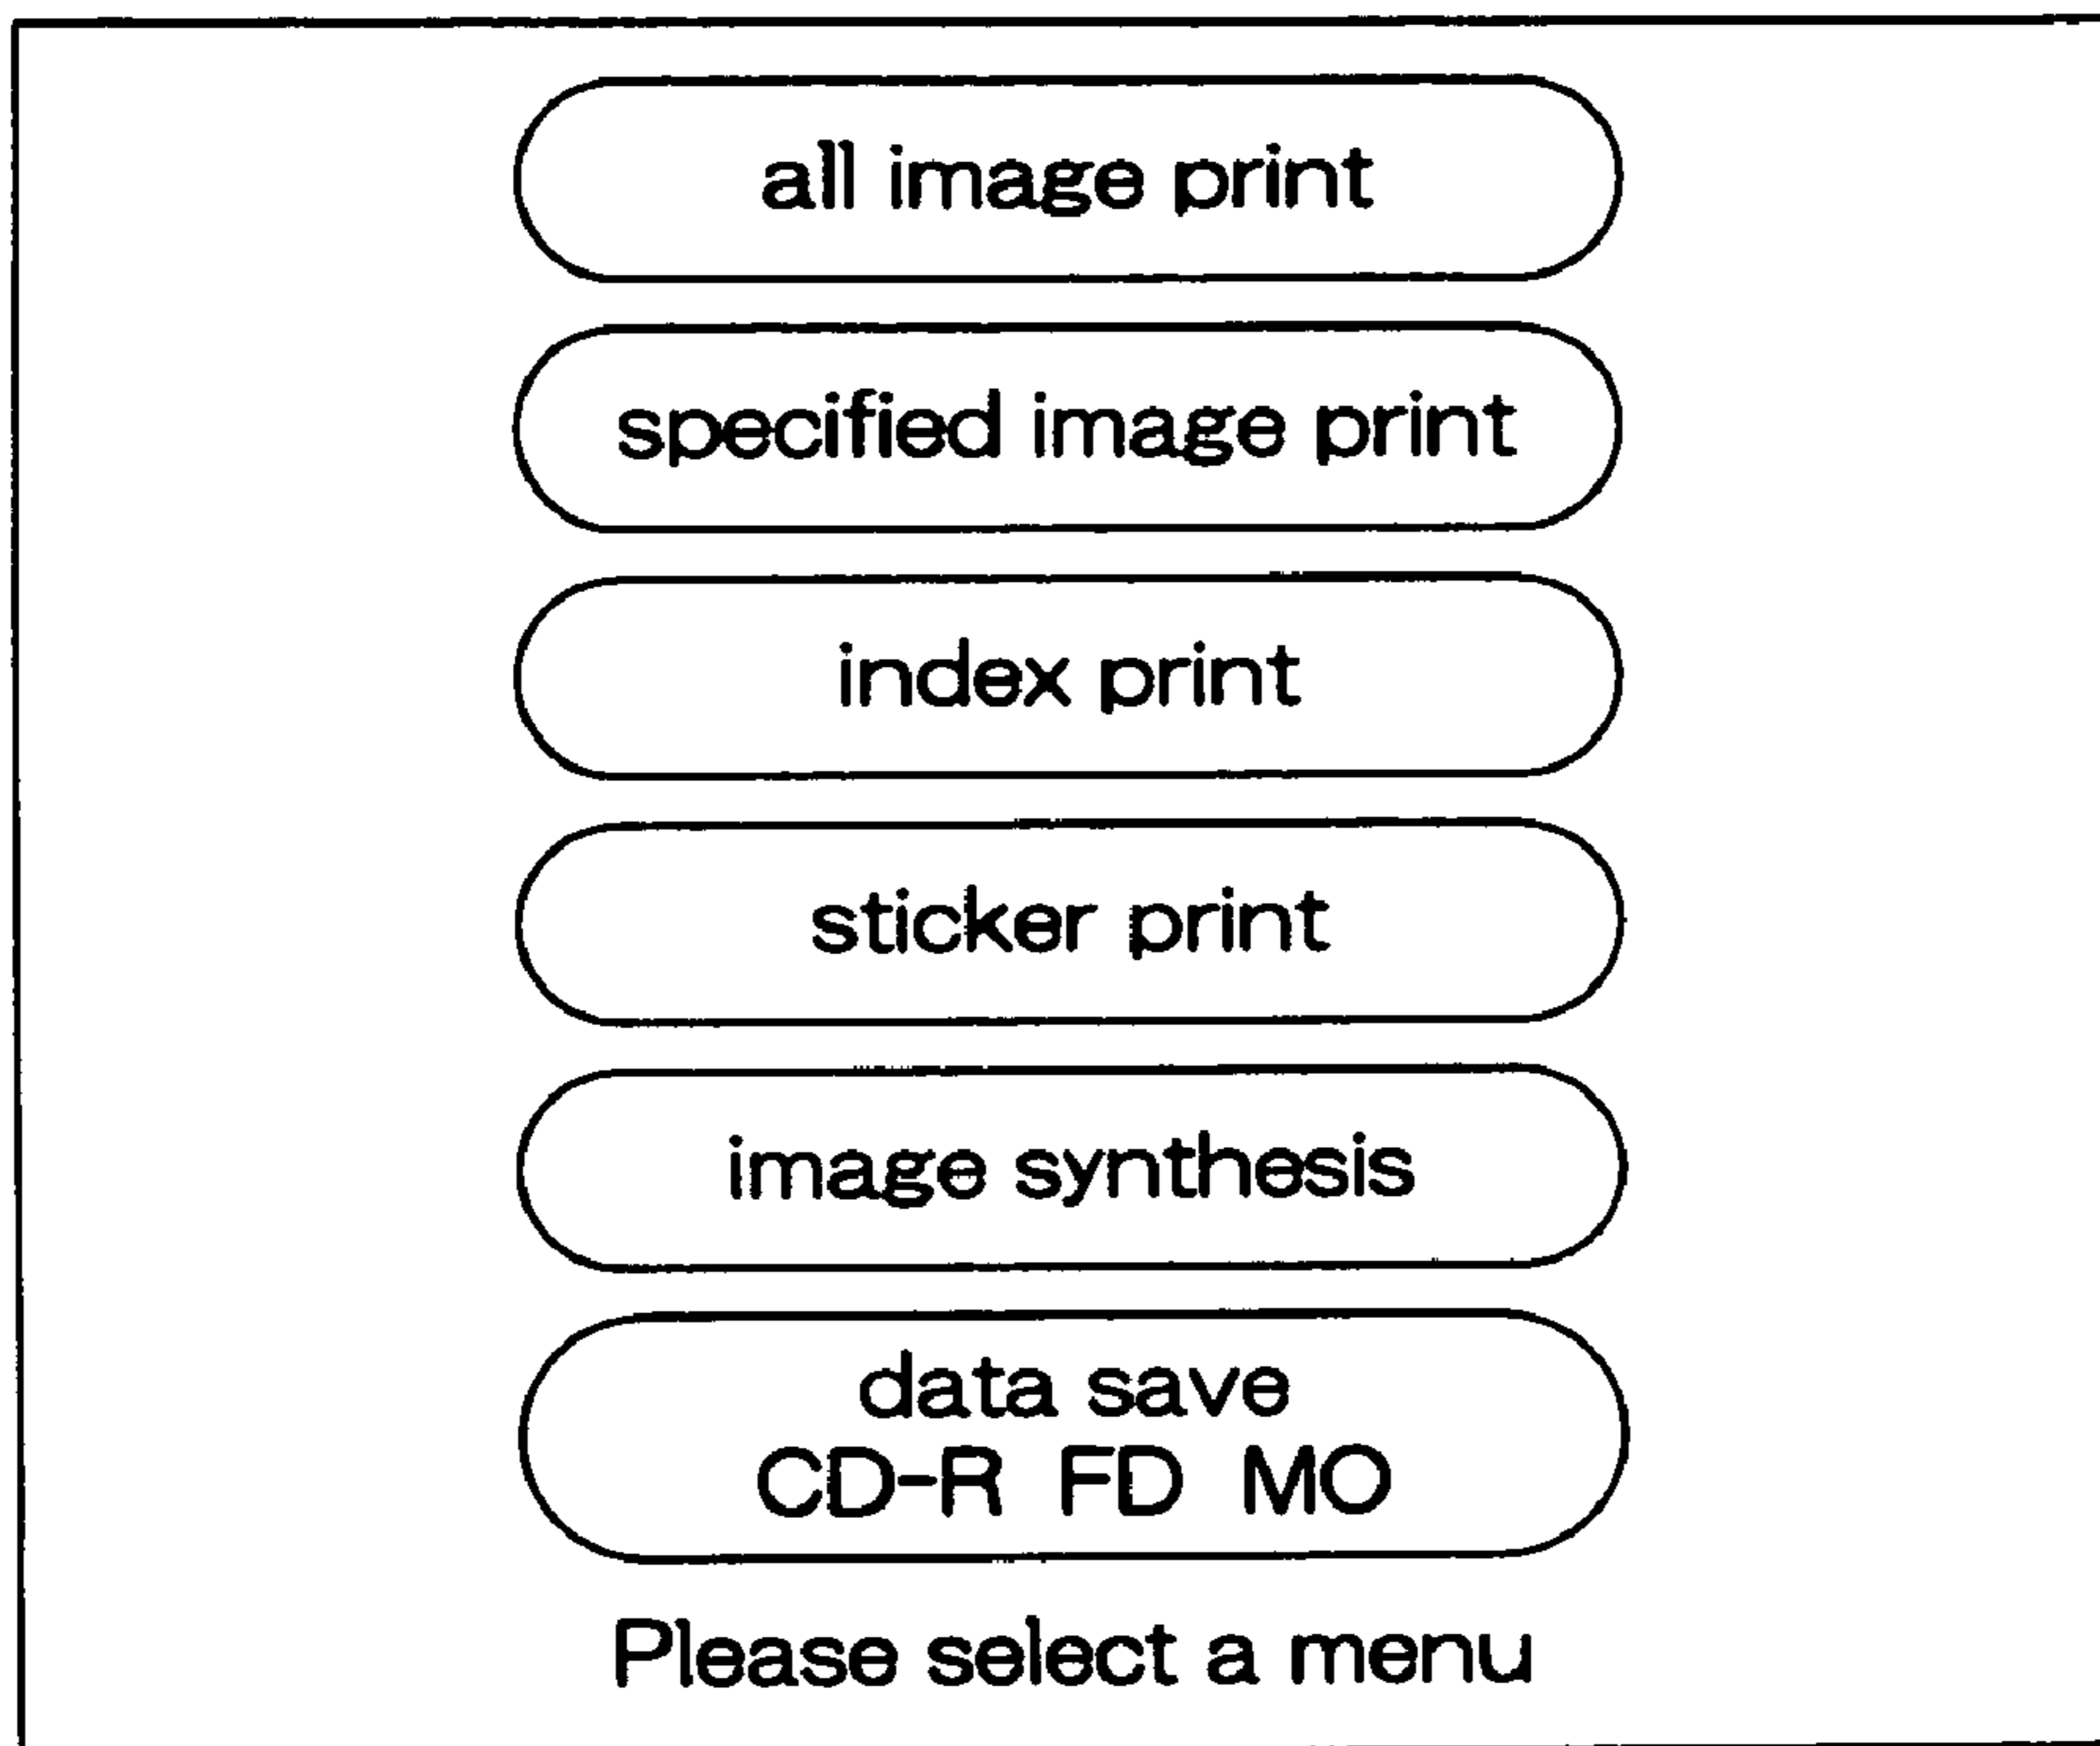 all image print
specified image print
index print
sticker print
image synthesis
data save
CD-R FD MO
Please select a menu